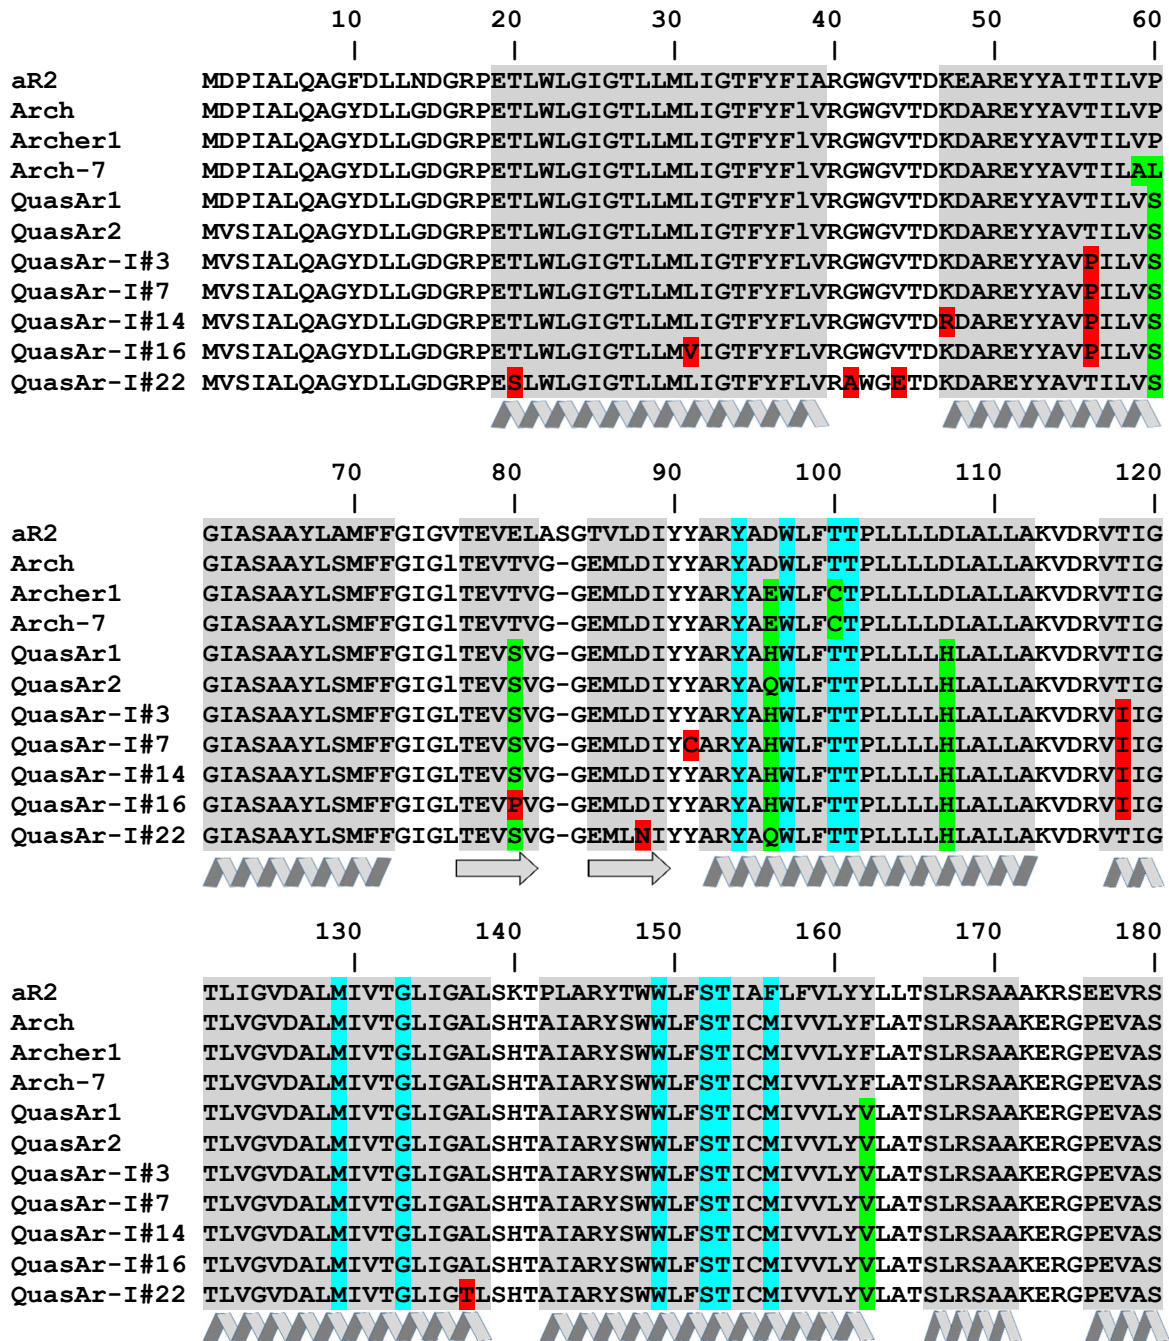 10 20 30 40 50 60
aR2 MDPIALQAGFDLLNDGRPETLWLGIGTLLMLIGTFYFIARGWGVTDKEAREYYAITILVP
Arch MDPIALQAGYDLLGDGRPETLWLGIGTLLMLIGTFYFlVRGWGVTDKDAREYYAVTILVP
Archer1 MDPIALQAGYDLLGDGRPETLWLGIGTLLMLIGTFYFlVRGWGVTDKDAREYYAVTILVP
Arch-7 MDPIALQAGYDLLGDGRPETLWLGIGTLLMLIGTFYFlVRGWGVTDKDAREYYAVTILAL
QuasAr1 MDPIALQAGYDLLGDGRPETLWLGIGTLLMLIGTFYFlVRGWGVTDKDAREYYAVTILVS
QuasAr2 MVSIALQAGYDLLGDGRPETLWLGIGTLLMLIGTFYFlVRGWGVTDKDAREYYAVTILVS
QuasAr-I#3 MVSIALQAGYDLLGDGRPETLWLGIGTLLMLIGTFYFLVRGWGVTDKDAREYYAVPILVS
QuasAr-I#7 MVSIALQAGYDLLGDGRPETLWLGIGTLLMLIGTFYFLVRGWGVTDKDAREYYAVPILVS
QuasAr-I#14 MVSIALQAGYDLLGDGRPETLWLGIGTLLMLIGTFYFLVRGWGVTDRDAREYYAVPILVS
QuasAr-I#16 MVSIALQAGYDLLGDGRPETLWLGIGTLLMVIGTFYFLVRGWGVTDKDAREYYAVPILVS
QuasAr-I#22 MVSIALQAGYDLLGDGRPESLWLGIGTLLMLIGTFYFLVRAWGETDKDAREYYAVTILVS
70 80 90 100 110 120
aR2 GIASAAYLAMFFGIGVTEVELASGTVLDIYYARYADWLFTTPLLLLDLALLAKVDRVTIG
Arch GIASAAYLSMFFGIGlTEVTVG-GEMLDIYYARYADWLFTTPLLLLDLALLAKVDRVTIG
Archer1 GIASAAYLSMFFGIGlTEVTVG-GEMLDIYYARYAEWLFCTPLLLLDLALLAKVDRVTIG
Arch-7 GIASAAYLSMFFGIGlTEVTVG-GEMLDIYYARYAEWLFCTPLLLLDLALLAKVDRVTIG
QuasAr1 GIASAAYLSMFFGIGlTEVSVG-GEMLDIYYARYAHWLFTTPLLLLHLALLAKVDRVTIG
QuasAr2 GIASAAYLSMFFGIGlTEVSVG-GEMLDIYYARYAQWLFTTPLLLLHLALLAKVDRVTIG
QuasAr-I#3 GIASAAYLSMFFGIGLTEVSVG-GEMLDIYYARYAHWLFTTPLLLLHLALLAKVDRVIIG
QuasAr-I#7 GIASAAYLSMFFGIGLTEVSVG-GEMLDIYCARYAHWLFTTPLLLLHLALLAKVDRVIIG
QuasAr-I#14 GIASAAYLSMFFGIGLTEVSVG-GEMLDIYYARYAHWLFTTPLLLLHLALLAKVDRVIIG
QuasAr-I#16 GIASAAYLSMFFGIGLTEVPVG-GEMLDIYYARYAHWLFTTPLLLLHLALLAKVDRVIIG
QuasAr-I#22 GIASAAYLSMFFGIGLTEVSVG-GEMLNIYYARYAQWLFTTPLLLLHLALLAKVDRVTIG
130 140 150 160 170 180
aR2 TLIGVDALMIVTGLIGALSKTPLARYTWWLFSTIAFLFVLYYLLTSLRSAAAKRSEEVRS
Arch TLVGVDALMIVTGLIGALSHTAIARYSWWLFSTICMIVVLYFLATSLRSAAKERGPEVAS
Archer1 TLVGVDALMIVTGLIGALSHTAIARYSWWLFSTICMIVVLYFLATSLRSAAKERGPEVAS
Arch-7 TLVGVDALMIVTGLIGALSHTAIARYSWWLFSTICMIVVLYFLATSLRSAAKERGPEVAS
QuasAr1 TLVGVDALMIVTGLIGALSHTAIARYSWWLFSTICMIVVLYVLATSLRSAAKERGPEVAS
QuasAr2 TLVGVDALMIVTGLIGALSHTAIARYSWWLFSTICMIVVLYVLATSLRSAAKERGPEVAS
QuasAr-I#3 TLVGVDALMIVTGLIGALSHTAIARYSWWLFSTICMIVVLYVLATSLRSAAKERGPEVAS
QuasAr-I#7 TLVGVDALMIVTGLIGALSHTAIARYSWWLFSTICMIVVLYVLATSLRSAAKERGPEVAS
QuasAr-I#14 TLVGVDALMIVTGLIGALSHTAIARYSWWLFSTICMIVVLYVLATSLRSAAKERGPEVAS
QuasAr-I#16 TLVGVDALMIVTGLIGALSHTAIARYSWWLFSTICMIVVLYVLATSLRSAAKERGPEVAS
QuasAr-I#22 TLVGVDALMIVTGLIGTLSHTAIARYSWWLFSTICMIVVLYVLATSLRSAAKERGPEVAS